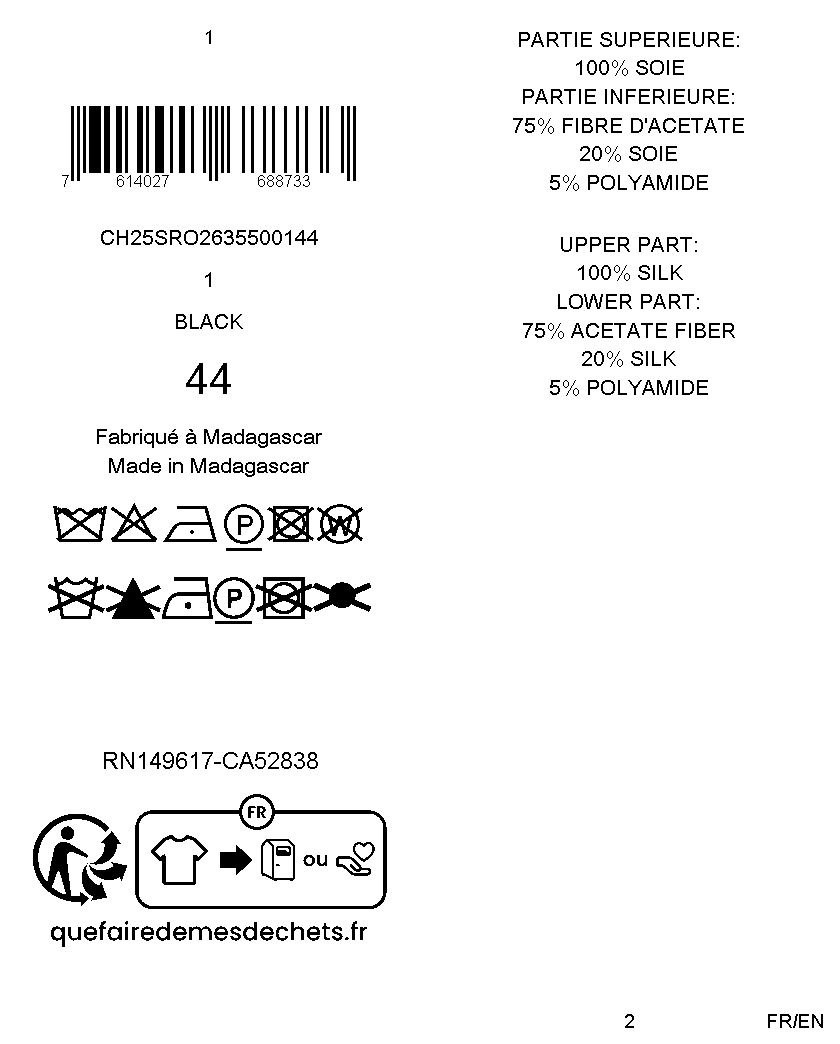 1
7 614027 688733
CH25SRO2635500144
1
BLACK
44
Fabriqué à Madagascar
Made in Madagascar
P W
P
RN149617-CA52838
FR
ou
quefairedemesdechets.fr
PARTIE SUPERIEURE:
100% SOIE
PARTIE INFERIEURE:
75% FIBRE D'ACETATE
20% SOIE
5% POLYAMIDE
UPPER PART:
100% SILK
LOWER PART:
75% ACETATE FIBER
20% SILK
5% POLYAMIDE
2
FR/EN